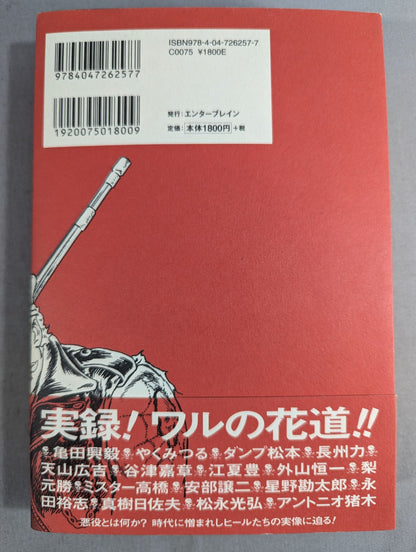 ISBN978-4-04-726257-7
C0075 ¥1800E
9784047262577
1920075018009
発行:エンターブレイン
定価:本体1800円+税
実録!ワルの花道!!
亀田興毅 やくみつる ダンプ松本 長州力
天山広吉 谷津嘉章 江夏豊 外山恒一 梨
元勝 ミスター高橋 安部譲二 星野勘太郎 永
田裕志 真樹日佐夫 松永光弘 アントニオ猪木
悪役とは何か? 時代に憎まれしヒールたちの実像に迫る!